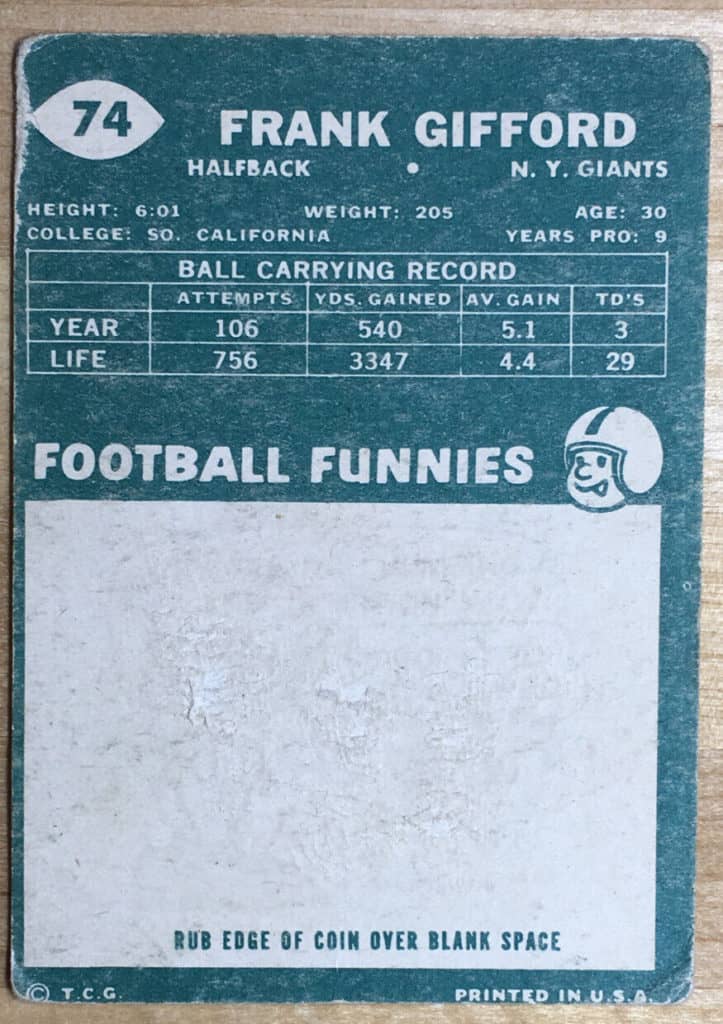 74
FRANK GIFFORD
HALFBACK • N. Y. GIANTS
HEIGHT: 6:01 WEIGHT: 205 AGE: 30
COLLEGE: SO. CALIFORNIA YEARS PRO: 9
BALL CARRYING RECORD
ATTEMPTS YDS. GAINED AV. GAIN TD'S
YEAR 106 540 5.1 3
LIFE 756 3347 4.4 29
FOOTBALL FUNNIES
RUB EDGE OF COIN OVER BLANK SPACE
© T.C.G. PRINTED IN U.S.A.